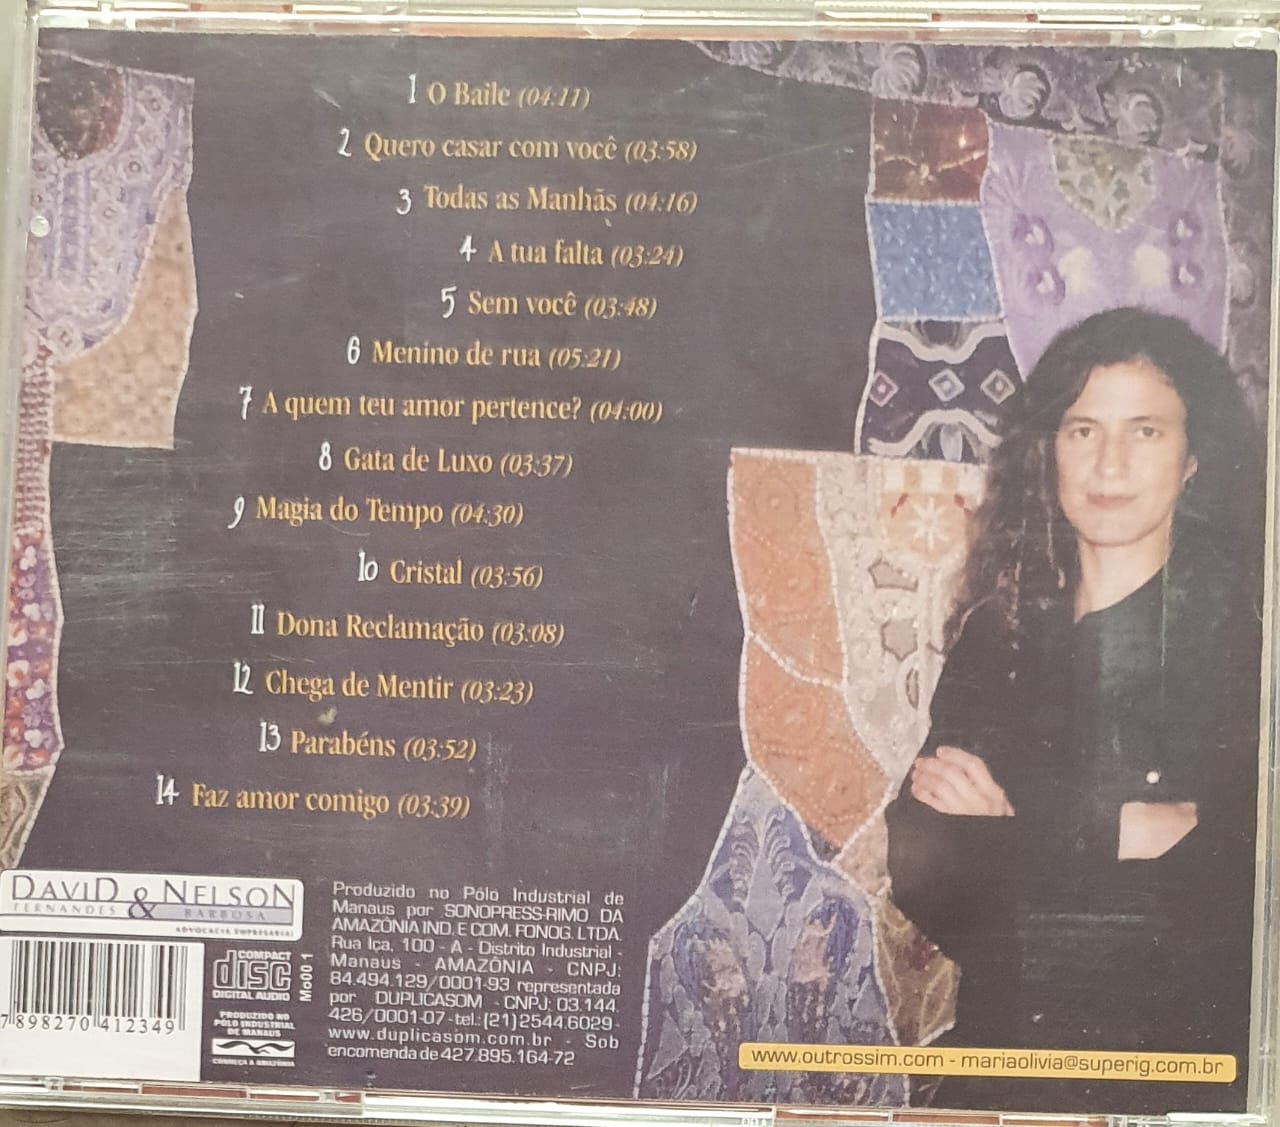 1 O Baile (04:11)
2 Quero casar com você (03:58)
3 Todas as Manhãs (04:16)
4 A tua falta (03:24)
5 Sem você (03:48)
6 Menino de rua (05:21)
7 A quem teu amor pertence? (04:00)
8 Gata de Luxo (03:37)
9 Magia do Tempo (04:30)
10 Cristal (03:56)
11 Dona Reclamação (03:08)
12 Chega de Mentir (03:23)
13 Parabéns (03:52)
14 Faz amor comigo (03:39)
DAVID & NELSON
FERNANDES BARBOSA
ADVOCACIA EMPRESARIAL
7 898270 412349
COMPACT
disc
DIGITAL AUDIO
PRODUZIDO NO
PÓLO INDUSTRIAL
DE MANAUS
CONHEÇA A AMAZÔNIA
Mo00 1
Produzido no Pólo Industrial de
Manaus por SONOPRESS-RIMO DA
AMAZÔNIA IND. E COM. FONOG. LTDA.
Rua Iça, 100 - A - Distrito Industrial -
Manaus - AMAZÔNIA - CNPJ:
84.494.129/0001-93 representada
por DUPLICASOM - CNPJ: 03.144.
426/0001-07 - tel.: (21)2544.6029 -
www.duplicasom.com.br - Sob
encomenda de 427.895.164-72
www.outrossim.com - mariaolivia@superig.com.br